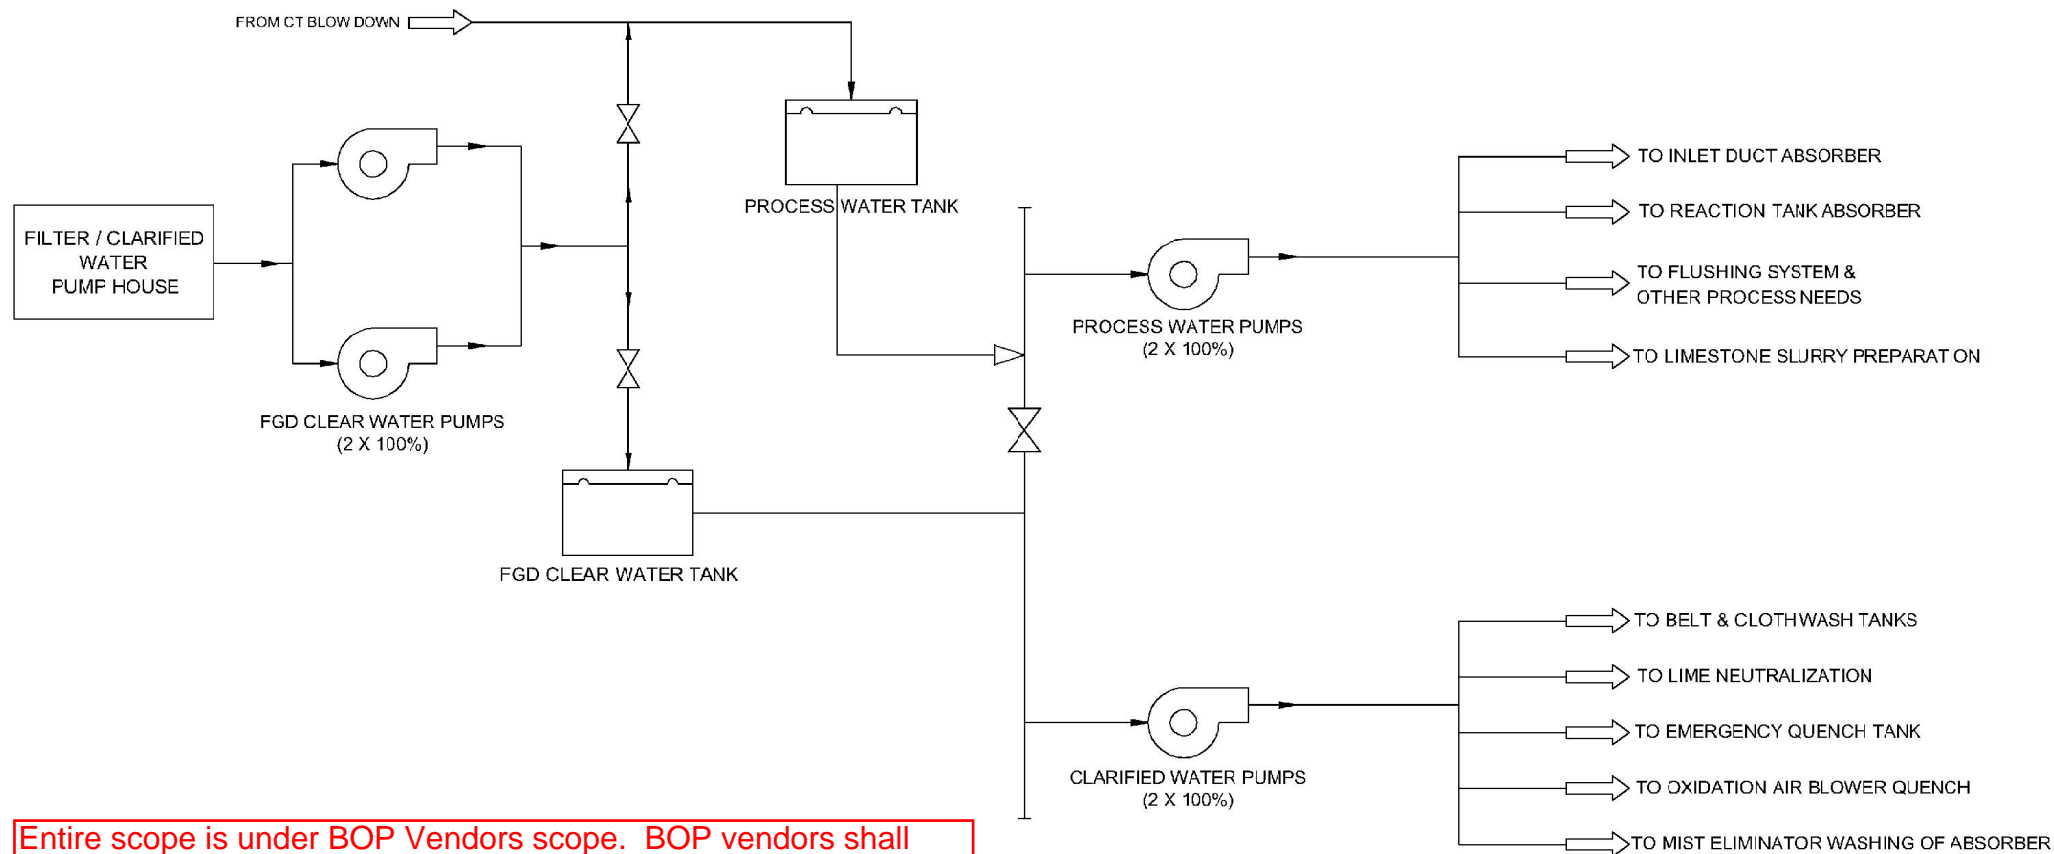 FROM CT BLOW DOWN
FILTER / CLARIFIED
WATER
PUMP HOUSE
FGD CLEAR WATER PUMPS
(2 X 100%)
PROCESS WATER TANK
FGD CLEAR WATER TANK
PROCESS WATER PUMPS
(2 X 100%)
TO INLET DUCT ABSORBER
TO REACTION TANK ABSORBER
TO FLUSHING SYSTEM &
OTHER PROCESS NEEDS
TO LIMESTONE SLURRY PREPARAT ON
CLARIFIED WATER PUMPS
(2 X 100%)
TO BELT & CLOTH WASH TANKS
TO LIME NEUTRALIZATION
TO EMERGENCY QUENCH TANK
TO OXIDATION AIR BLOWER QUENCH
TO MIST ELIMINATOR WASHING OF ABSORBER
Entire scope is under BOP Vendors scope. BOP vendors shall